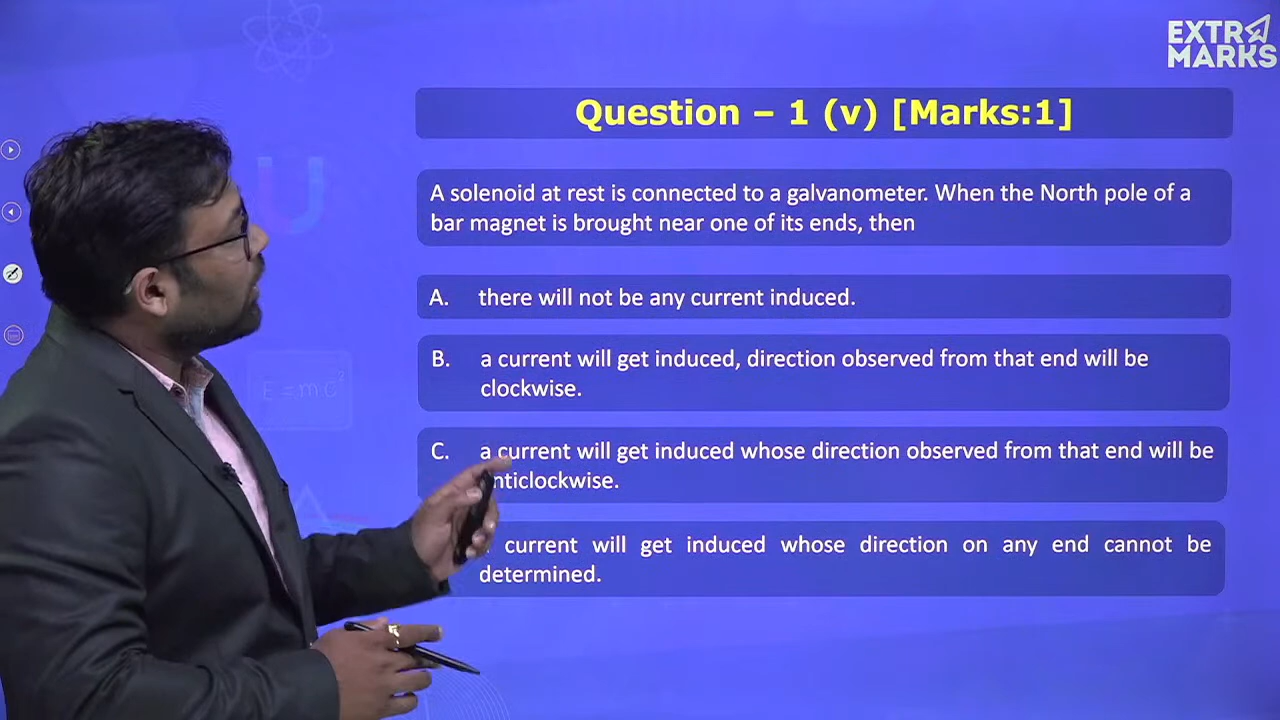 EXTRA
MARKS
Question – 1 (v) [Marks:1]
A solenoid at rest is connected to a galvanometer. When the North pole of a
bar magnet is brought near one of its ends, then
A. there will not be any current induced.
B. a current will get induced, direction observed from that end will be
clockwise.
C. a current will get induced whose direction observed from that end will be
nticlockwise.
current will get induced whose direction on any end cannot be
determined.
E = mc²